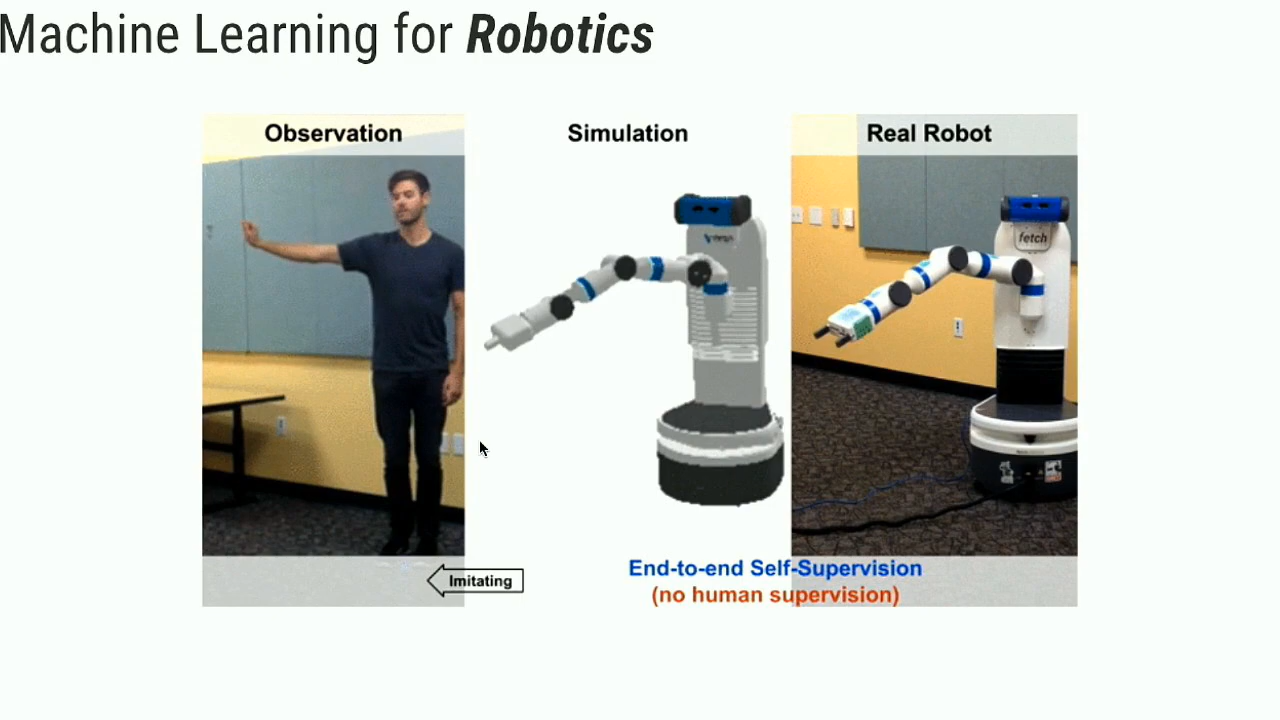 Machine Learning for Robotics
Observation
Simulation
Real Robot
fetch
Imitating
End-to-end Self-Supervision
(no human supervision)